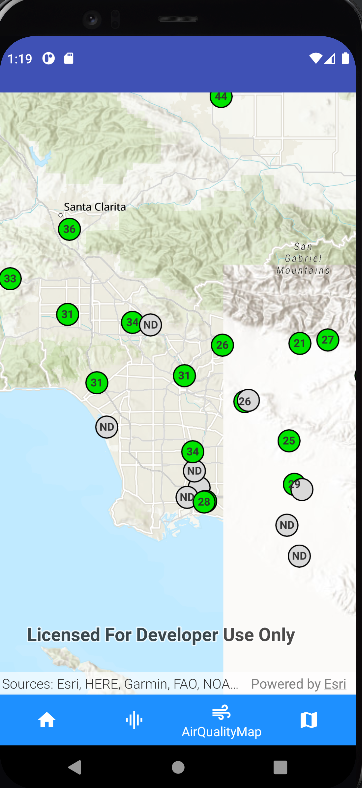 1:19
44
Santa Clarita
36
San
Gabriel
Mountains
33
31
34 ND
26
21
27
31
31
26
ND
25
34
ND
29
ND
28
ND
ND
Licensed For Developer Use Only
Sources: Esri, HERE, Garmin, FAO, NOA... Powered by Esri
AirQualityMap